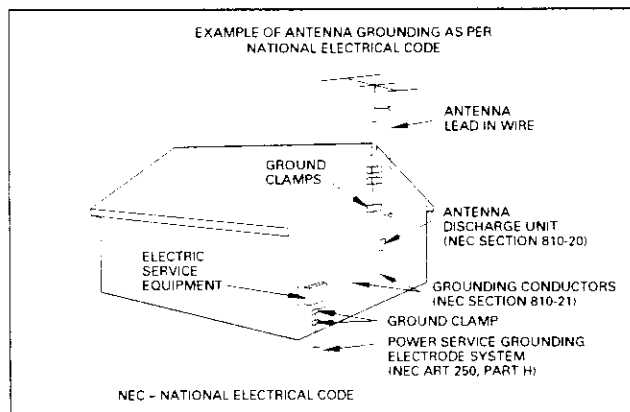 EXAMPLE OF ANTENNA GROUNDING AS PER
NATIONAL ELECTRICAL CODE
ANTENNA
LEAD IN WIRE
GROUND
CLAMPS
ANTENNA
DISCHARGE UNIT
(NEC SECTION 810-20)
ELECTRIC
SERVICE
EQUIPMENT
GROUNDING CONDUCTORS
(NEC SECTION 810-21)
GROUND CLAMP
POWER SERVICE GROUNDING
ELECTRODE SYSTEM
(NEC ART 250, PART H)
NEC – NATIONAL ELECTRICAL CODE